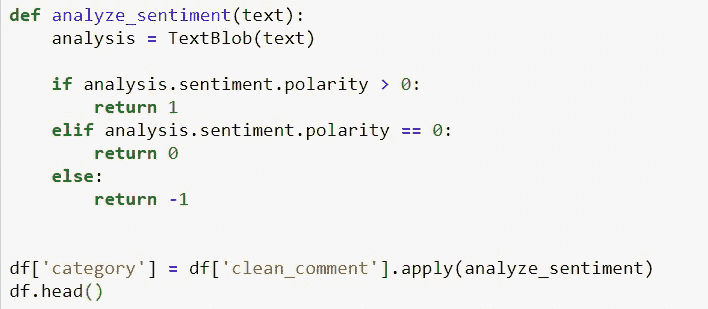 def analyze_sentiment(text):
    analysis = TextBlob(text)
    if analysis.sentiment.polarity > 0:
        return 1
    elif analysis.sentiment.polarity == 0:
        return 0
    else:
        return -1
df['category'] = df['clean_comment'].apply(analyze_sentiment)
df.head()